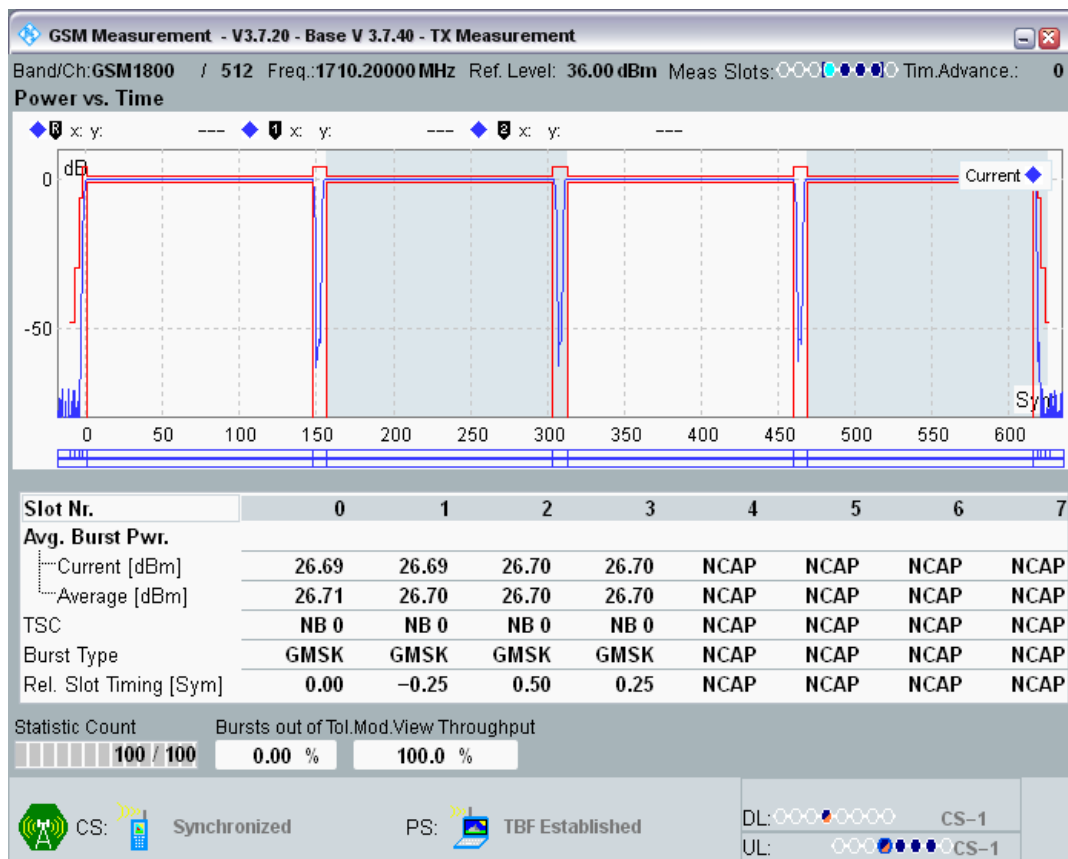 GSM Measurement - V3.7.20 - Base V 3.7.40 - TX Measurement
Band/Ch:GSM1800 / 512 Freq.:1710.20000 MHz Ref. Level: 36.00 dBm Meas Slots: Tim.Advance.: 0
Power vs. Time
R x: y: --- 1 x: y: --- 2 x: y: ---
dB
Current
0
-50
Sym
0 50 100 150 200 250 300 350 400 450 500 550 600
Slot Nr. 0 1 2 3 4 5 6 7
Avg. Burst Pwr.
Current [dBm] 26.69 26.69 26.70 26.70 NCAP NCAP NCAP NCAP
Average [dBm] 26.71 26.70 26.70 26.70 NCAP NCAP NCAP NCAP
TSC NB 0 NB 0 NB 0 NB 0 NCAP NCAP NCAP NCAP
Burst Type GMSK GMSK GMSK GMSK NCAP NCAP NCAP NCAP
Rel. Slot Timing [Sym] 0.00 −0.25 0.50 0.25 NCAP NCAP NCAP NCAP
Statistic Count Bursts out of Tol. Mod.View Throughput
100 / 100 0.00 % 100.0 %
CS: Synchronized PS: TBF Established
DL: CS−1
UL: CS−1